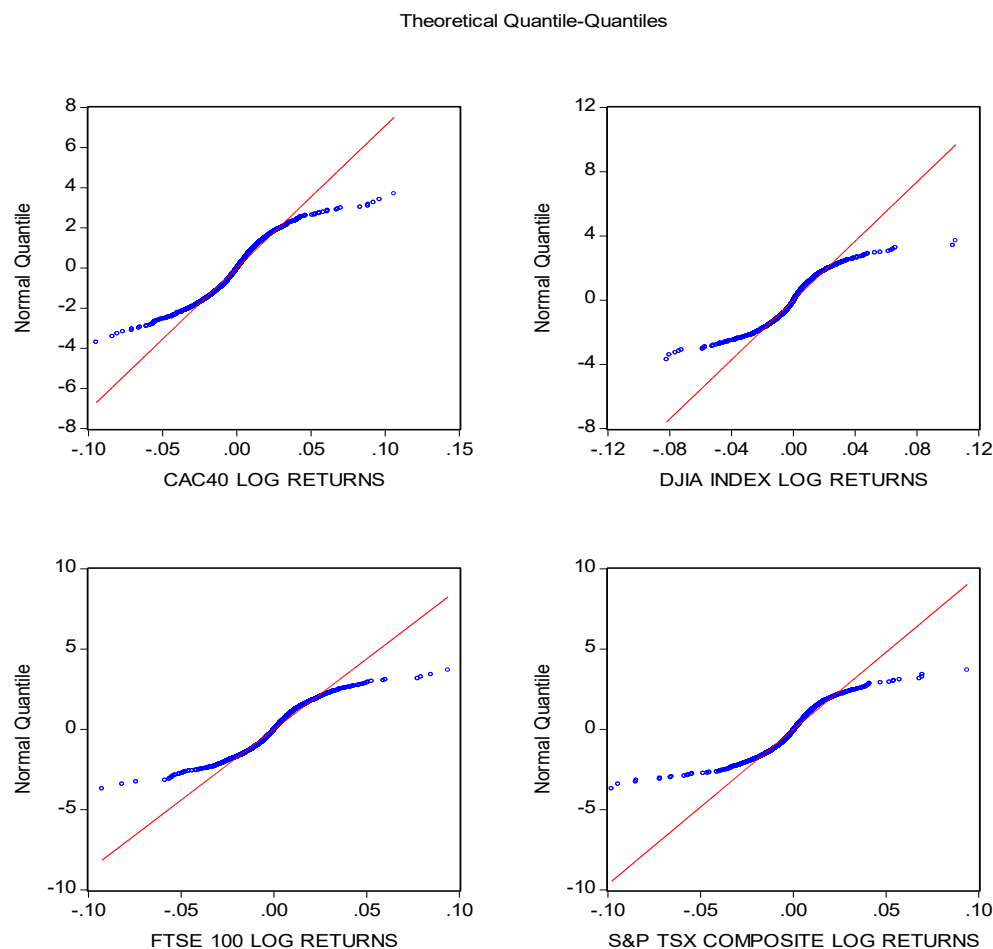 Theoretical Quantile-Quantiles
8
6
4
2
0
-2
-4
-6
-8
Normal Quantile
-.10 -.05 .00 .05 .10 .15
CAC40 LOG RETURNS
12
8
4
0
-4
-8
Normal Quantile
-.12 -.08 -.04 .00 .04 .08 .12
DJIA INDEX LOG RETURNS
10
5
0
-5
-10
Normal Quantile
-.10 -.05 .00 .05 .10
FTSE 100 LOG RETURNS
10
5
0
-5
-10
Normal Quantile
-.10 -.05 .00 .05 .10
S&P TSX COMPOSITE LOG RETURNS